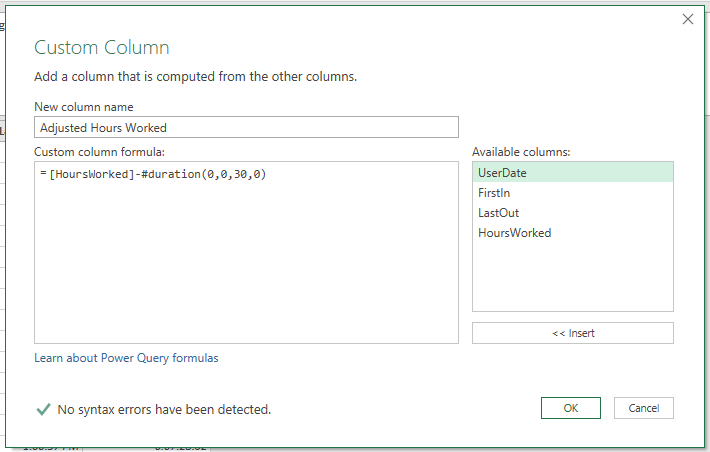 Custom Column
Add a column that is computed from the other columns.
New column name
Adjusted Hours Worked
Custom column formula:
Available columns:
=[HoursWorked]-#duration(0,0,30,0)
UserDate
FirstIn
LastOut
HoursWorked
<< Insert
Learn about Power Query formulas
No syntax errors have been detected.
OK
Cancel